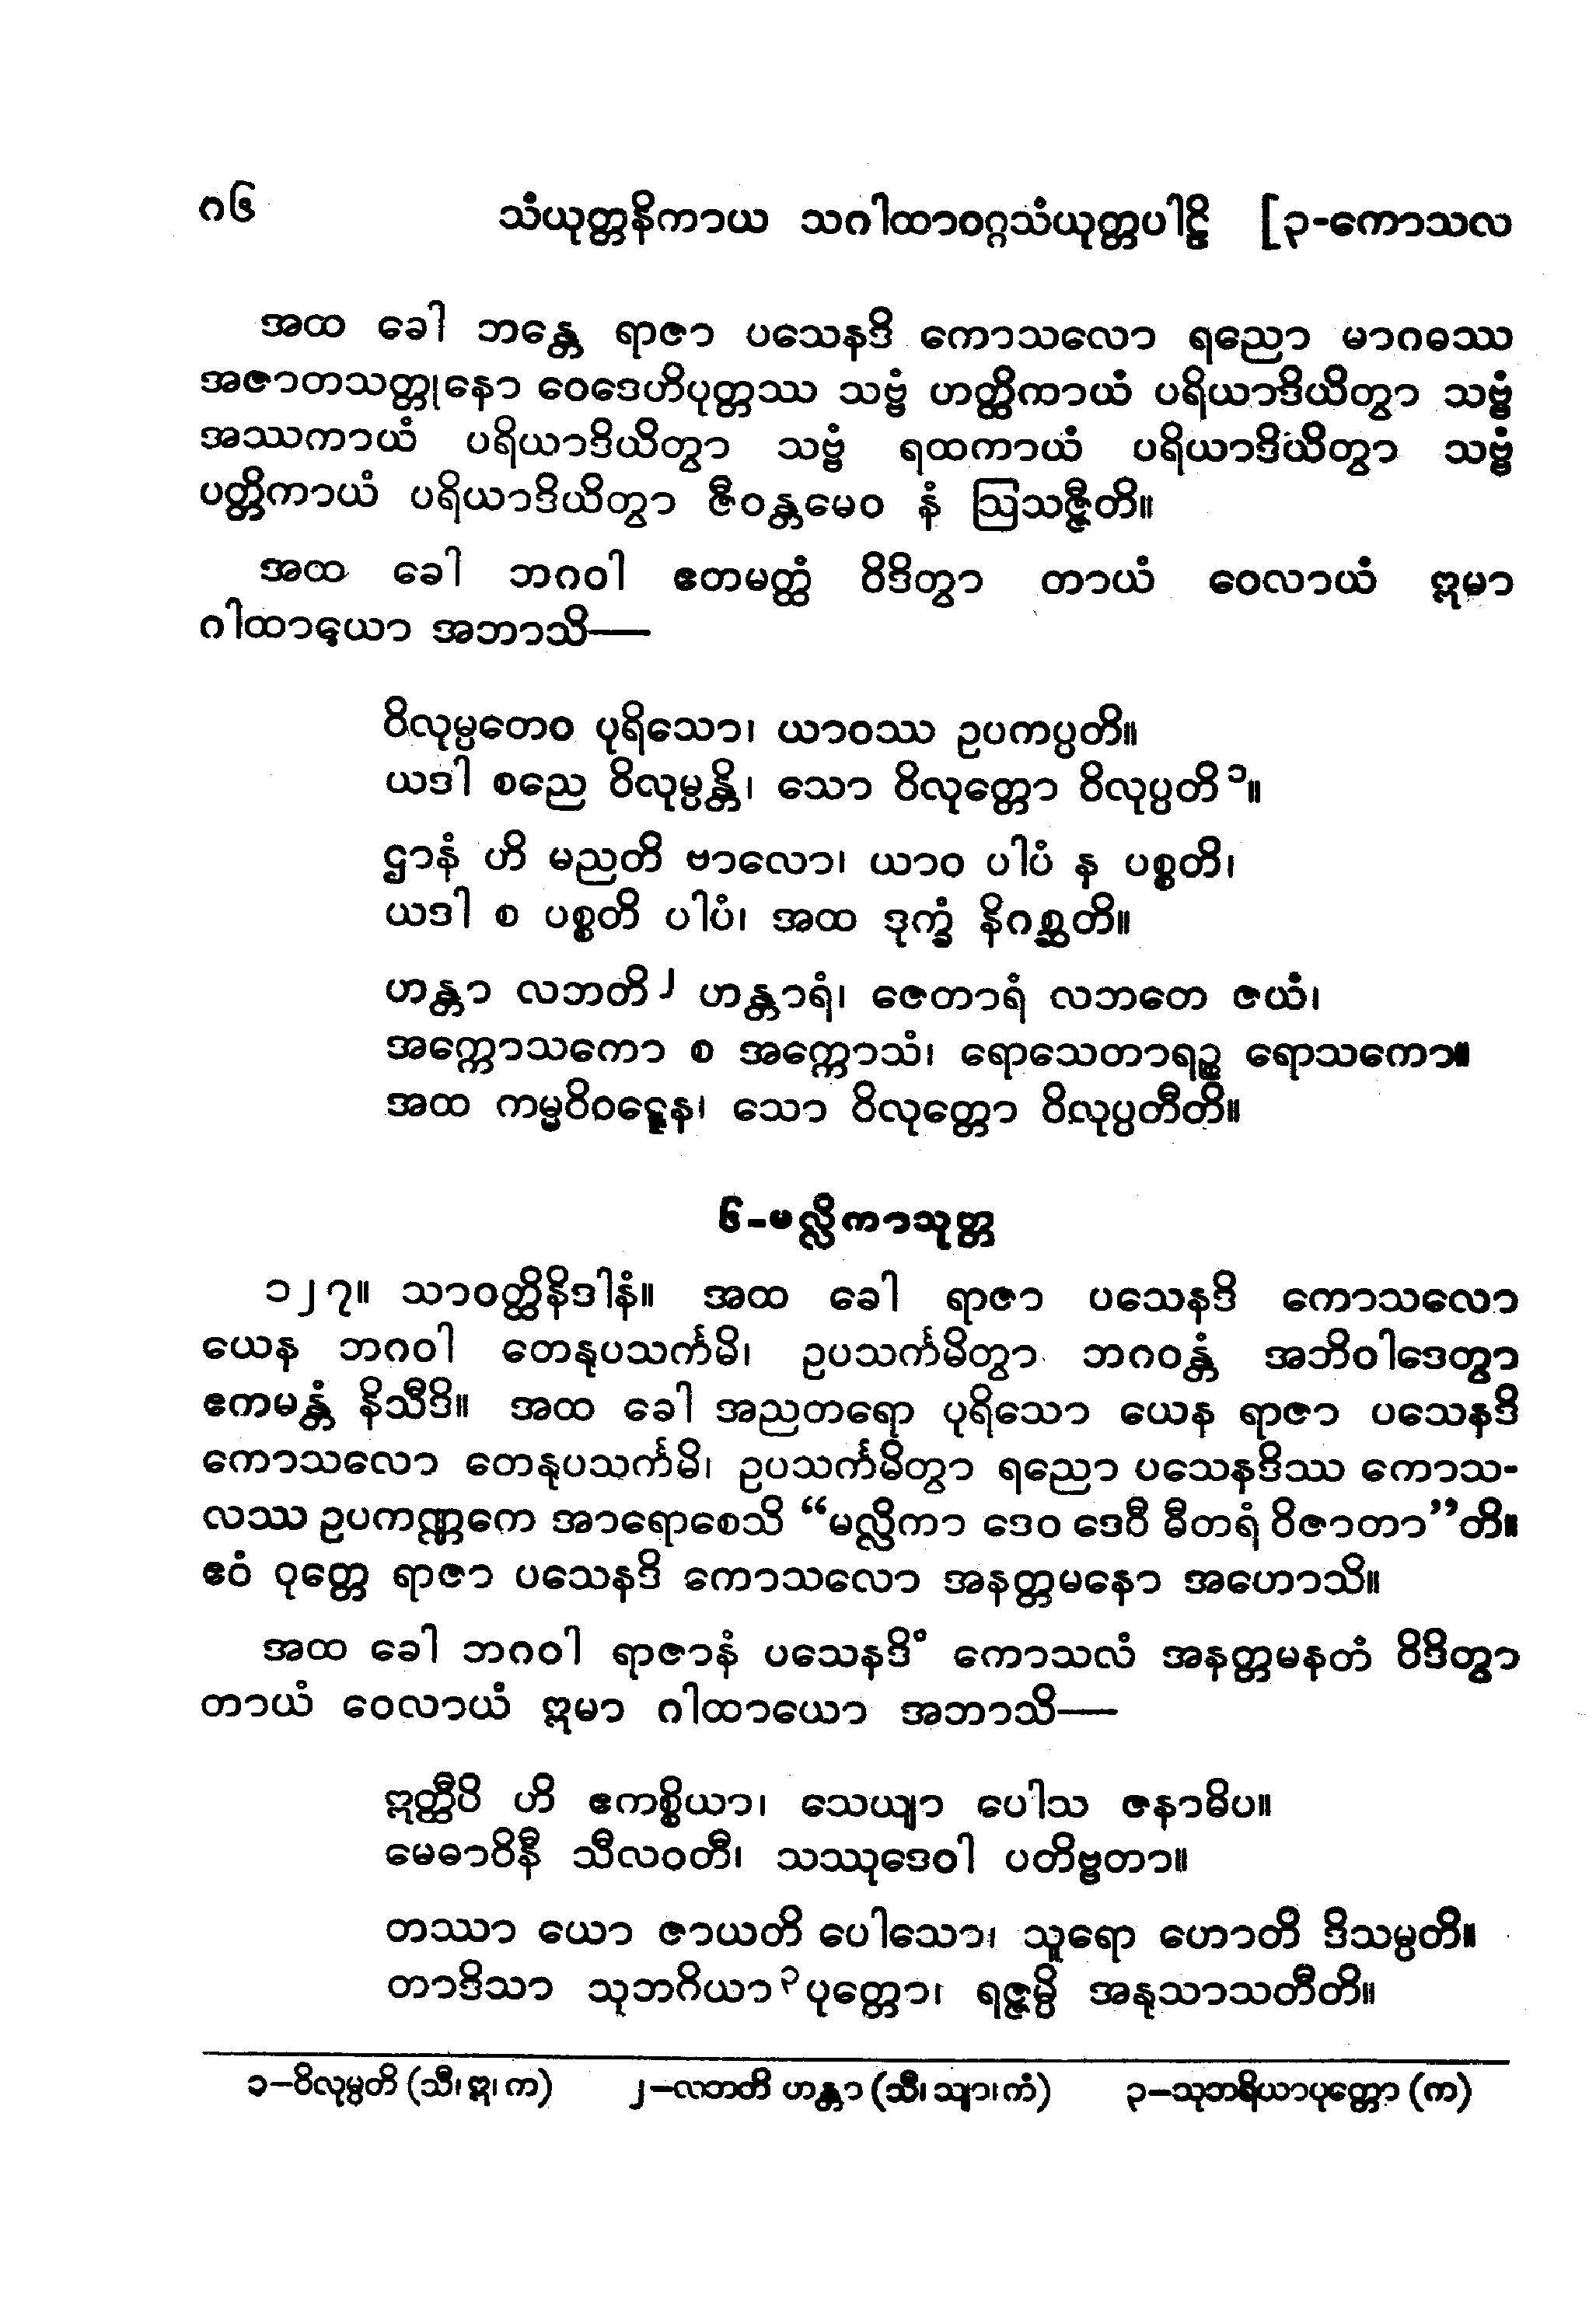 ၈၆ သံယုတ္တနိကာယ သဂါထာဝဂ္ဂသံယုတ္တပါဠိ [၃-ကောသလ
အထ ခေါ ဘန္တေ ရာဇာ ပသေနဒိ ကောသလော ရညော မာဂဓဿ
အဇာတသတ္တုနော ဝေဒေဟိပုတ္တဿ သဗ္ဗံ ဟတ္ထိကာယံ ပရိယာဒိယိတွာ သဗ္ဗံ
အဿကာယံ ပရိယာဒိယိတွာ သဗ္ဗံ ရထကာယံ ပရိယာဒိယိတွာ သဗ္ဗံ
ပတ္တိကာယံ ပရိယာဒိယိတွာ ဇီဝန္တမေဝ နံ ဩသဇ္ဇီတိ။
အထ ခေါ ဘဂဝါ ဧတမတ္ထံ ဝိဒိတွာ တာယံ ဝေလာယံ ဣမာ
ဂါထာယော အဘာသိ—
ဝိလုမ္ပတေဝ ပုရိသော၊ ယာဝဿ ဥပကပ္ပတိ။
ယဒါ စညေ ဝိလုမ္ပန္တိ၊ သော ဝိလုတ္တော ဝိလုပ္ပတိ ၁။
ဌာနံ ဟိ မညတိ ဗာလော၊ ယာဝ ပါပံ န ပစ္စတိ၊
ယဒါ စ ပစ္စတိ ပါပံ၊ အထ ဒုက္ခံ နိဂစ္ဆတိ။
ဟန္တာ လဘတိ ၂ ဟန္တာရံ၊ ဇေတာရံ လဘတေ ဇယံ၊
အက္ကောသကော စ အက္ကောသံ၊ ရောသေတာရဉ္စ ရောသကော။
အထ ကမ္မဝိဝဋ္ဋေန၊ သော ဝိလုတ္တော ဝိလုပ္ပတီတိ။
၆-မလ္လိကာသုတ္တ
၁၂၇။ သာဝတ္ထိနိဒါနံ။ အထ ခေါ ရာဇာ ပသေနဒိ ကောသလော
ယေန ဘဂဝါ တေနုပသင်္ကမိ၊ ဥပသင်္ကမိတွာ ဘဂဝန္တံ အဘိဝါဒေတွာ
ဧကမန္တံ နိသီဒိ။ အထ ခေါ အညတရော ပုရိသော ယေန ရာဇာ ပသေနဒိ
ကောသလော တေနုပသင်္ကမိ၊ ဥပသင်္ကမိတွာ ရညော ပသေနဒိဿ ကောသ-
လဿ ဥပကဏ္ဏကေ အာရောစေသိ “မလ္လိကာ ဒေဝ ဒေဝီ ဓီတရံ ဝိဇာတာ”တိ။
ဧဝံ ဝုတ္တေ ရာဇာ ပသေနဒိ ကောသလော အနတ္တမနော အဟောသိ။
အထ ခေါ ဘဂဝါ ရာဇာနံ ပသေနဒိံ ကောသလံ အနတ္တမနတံ ဝိဒိတွာ
တာယံ ဝေလာယံ ဣမာ ဂါထာယော အဘာသိ—
ဣတ္ထီပိ ဟိ ဧကစ္စိယာ၊ သေယျာ ပေါသ ဇနာဓိပ။
မေဓာဝိနီ သီလဝတီ၊ သဿုဒေဝါ ပတိဗ္ဗတာ။
တဿာ ယော ဇာယတိ ပေါသော၊ သူရော ဟောတိ ဒိသမ္ပတိ။
တာဒိသာ သုဘဂိယာ ၃ ပုတ္တော၊ ရဇ္ဇမ္ပိ အနုသာသတီတိ။
၁–ဝိလုမ္ပတိ (သီ၊ ဣ၊ က) ၂–လဘတိ ဟန္တာ (သီ၊ သျာ၊ ကံ) ၃–သုဘရိယာပုတ္တော (က)